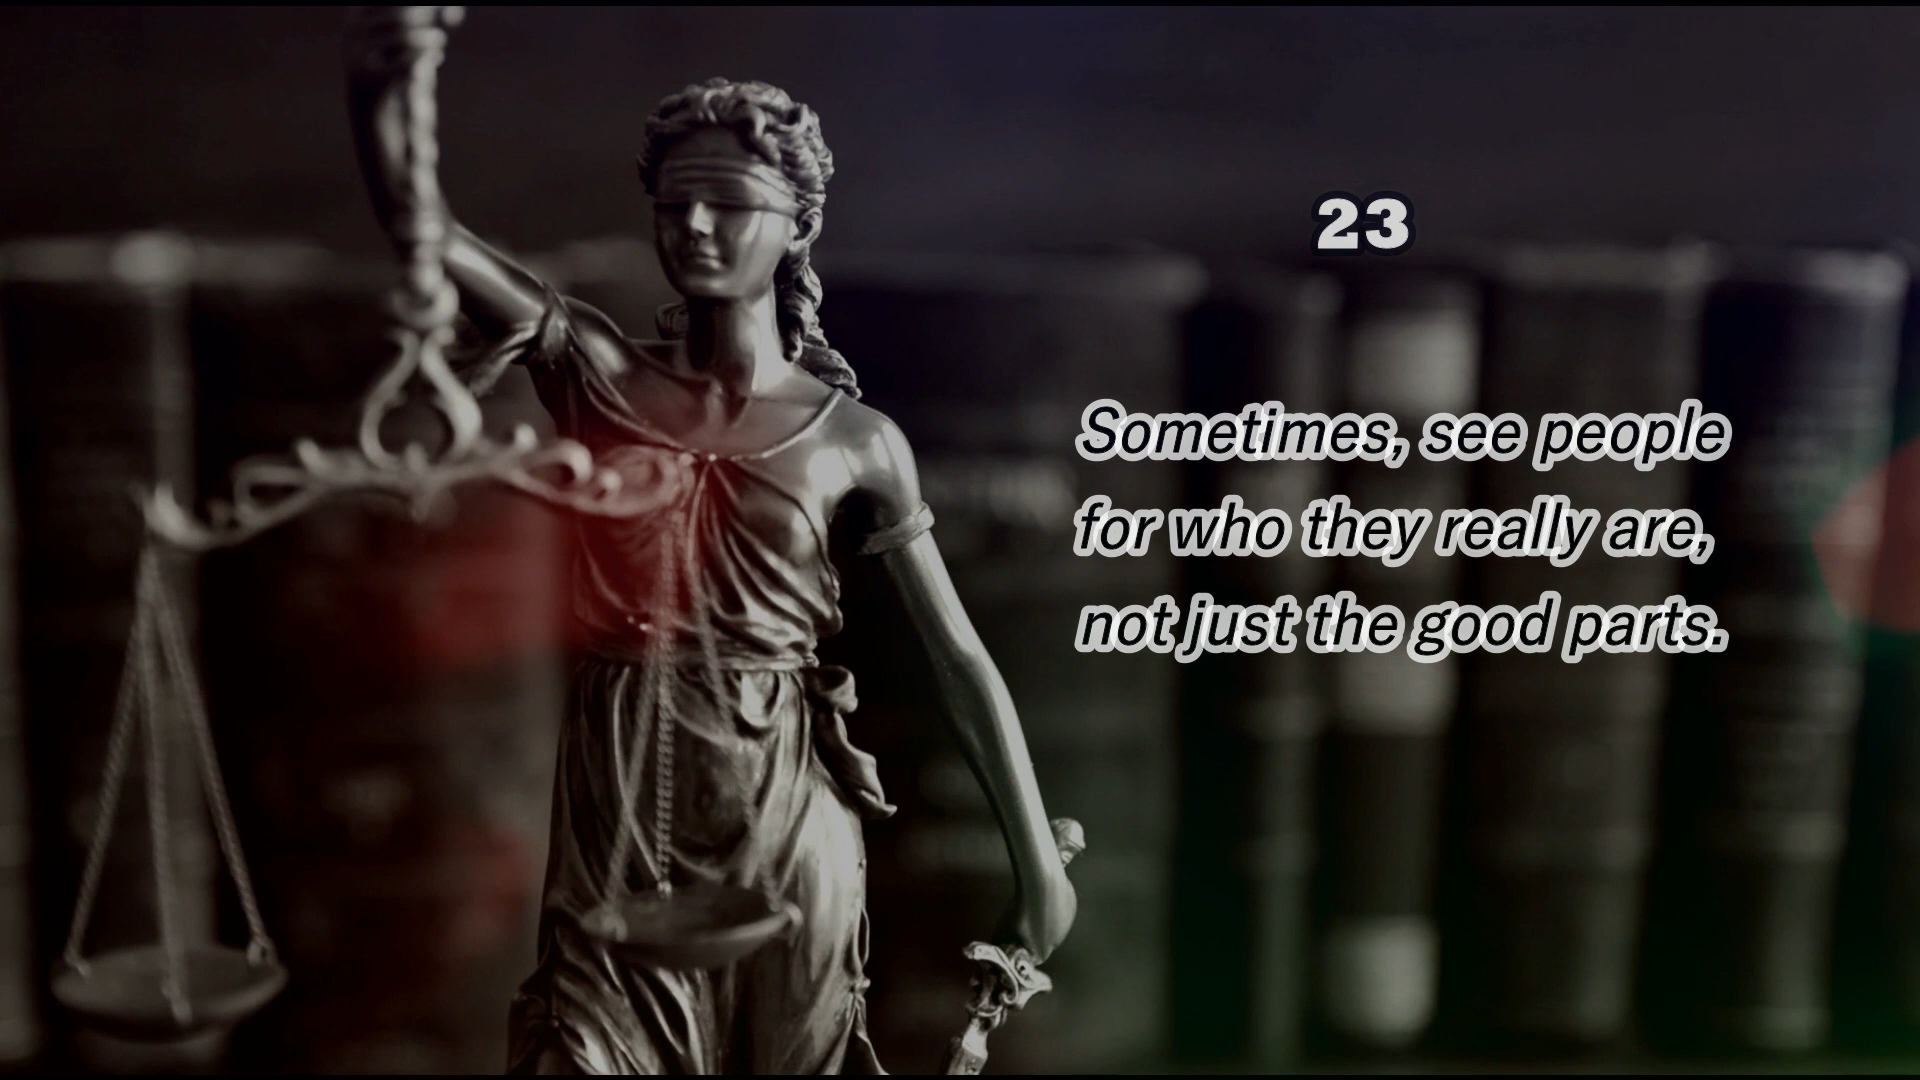 23
Sometimes, see people
for who they really are,
not just the good parts.